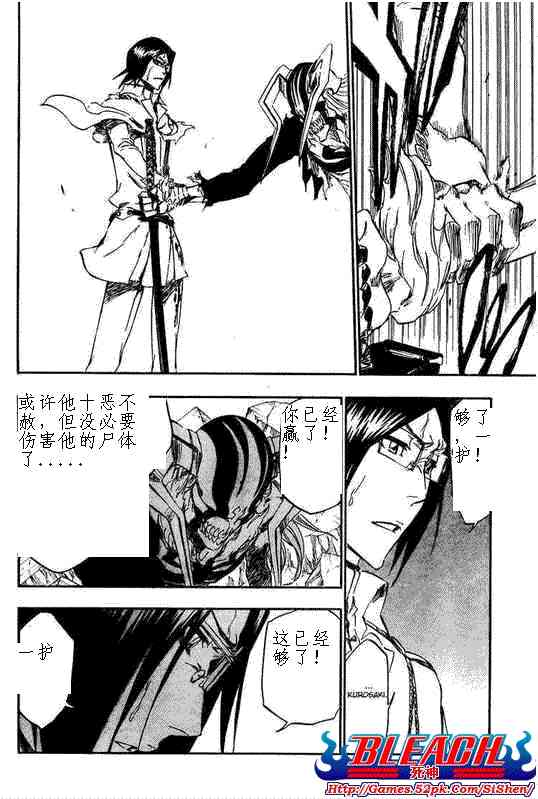 够了
，一
护！
你已经
赢了！
！
或许他十恶不
赦，但没必要
伤害他的尸体
了.....
...
KUROSAKI.
这已经
够了！
一护
BLEACH
死神
Http://Games.52pk.com/SiShen/